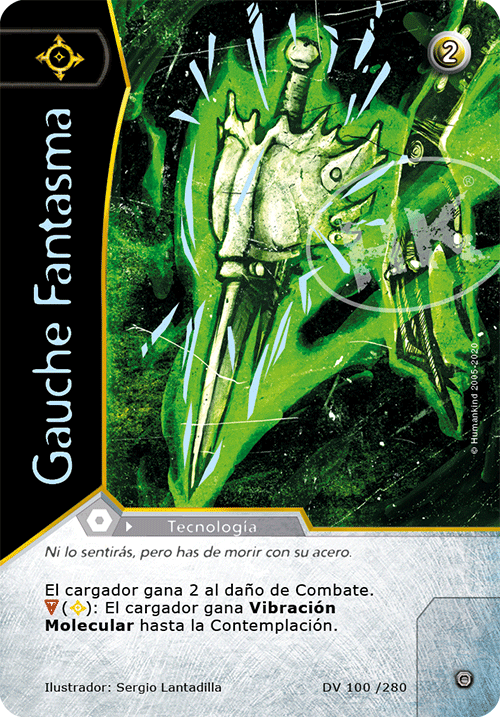 2
Gauche Fantasma
HK®
© Humankind 2005-2020
Tecnología
Ni lo sentirás, pero has de morir con su acero.
El cargador gana 2 al daño de Combate.
( ): El cargador gana Vibración
Molecular hasta la Contemplación.
Ilustrador: Sergio Lantadilla DV 100 /280